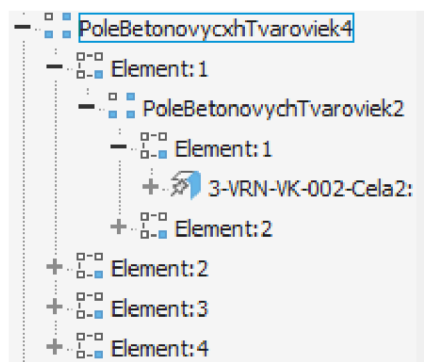 PoleBetonovycxhTvaroviek4
Element:1
PoleBetonovychTvaroviek2
Element:1
3-VRN-VK-002-Cela2:
Element:2
Element:2
Element:3
Element:4